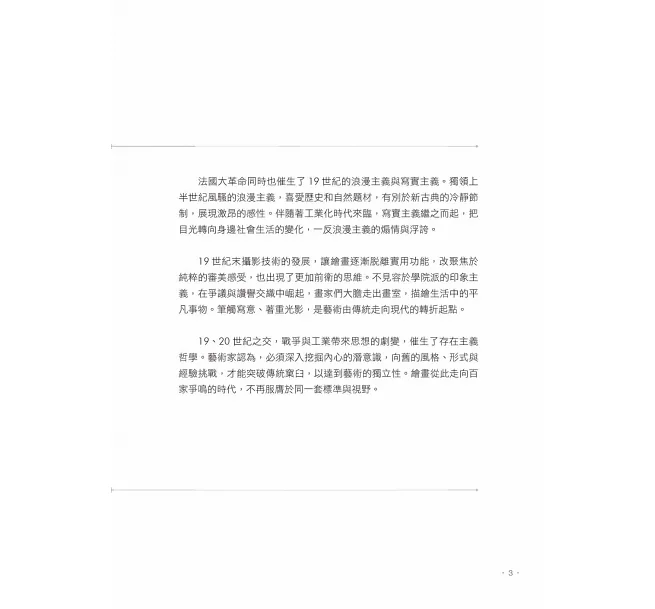 法國大革命同時也催生了 19 世紀的浪漫主義與寫實主義。獨領上
半世紀風騷的浪漫主義，喜愛歷史和自然題材，有別於新古典的冷靜節
制，展現激昂的感性。伴隨著工業化時代來臨，寫實主義繼之而起，把
目光轉向身邊社會生活的變化，一反浪漫主義的煽情與浮誇。
19 世紀末攝影技術的發展，讓繪畫逐漸脫離實用功能，改聚焦於
純粹的審美感受，也出現了更加前衛的思維。不見容於學院派的印象主
義，在爭議與讚譽交織中崛起，畫家們大膽走出畫室，描繪生活中的平
凡事物。筆觸寫意、著重光影，是藝術由傳統走向現代的轉折起點。
19、20 世紀之交，戰爭與工業帶來思想的劇變，催生了存在主義
哲學。藝術家認為，必須深入挖掘內心的潛意識，向舊的風格、形式與
經驗挑戰，才能突破傳統窠臼，以達到藝術的獨立性。繪畫從此走向百
家爭鳴的時代，不再服膺於同一套標準與視野。
· 3 ·